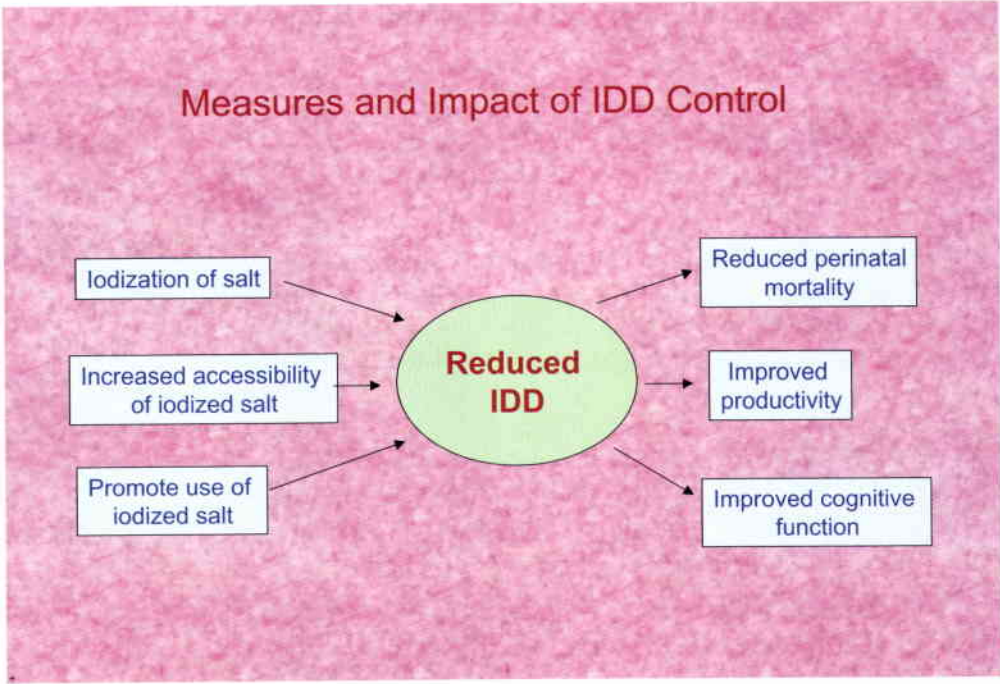 Measures and Impact of IDD Control
Iodization of salt
Increased accessibility
of iodized salt
Promote use of
iodized salt
Reduced
IDD
Reduced perinatal
mortality
Improved
productivity
Improved cognitive
function